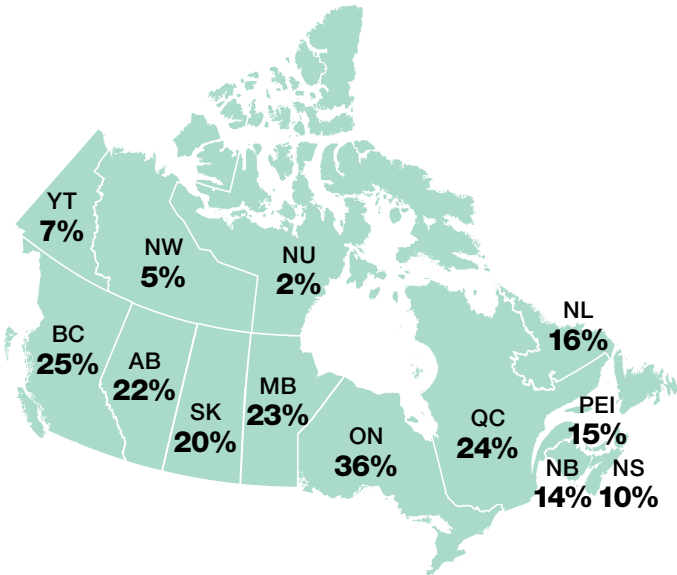 YT
7%
NW
5%
NU
2%
BC
25%
AB
22%
SK
20%
MB
23%
ON
36%
QC
24%
NL
16%
PEI
15%
NB
14%
NS
10%